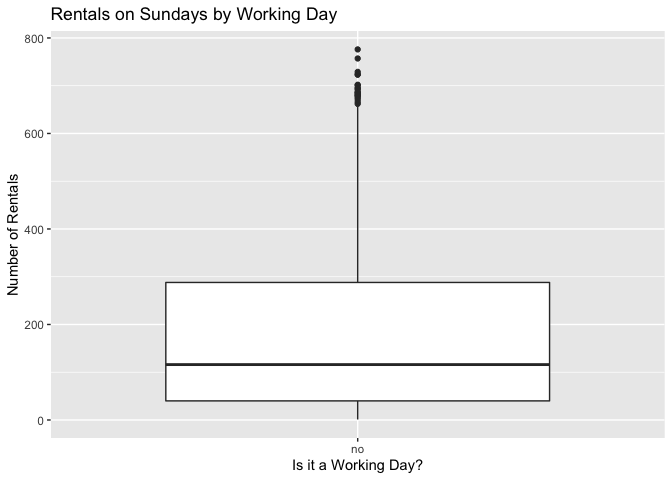 Rentals on Sundays by Working Day
800
600
400
200
0
Number of Rentals
no
Is it a Working Day?